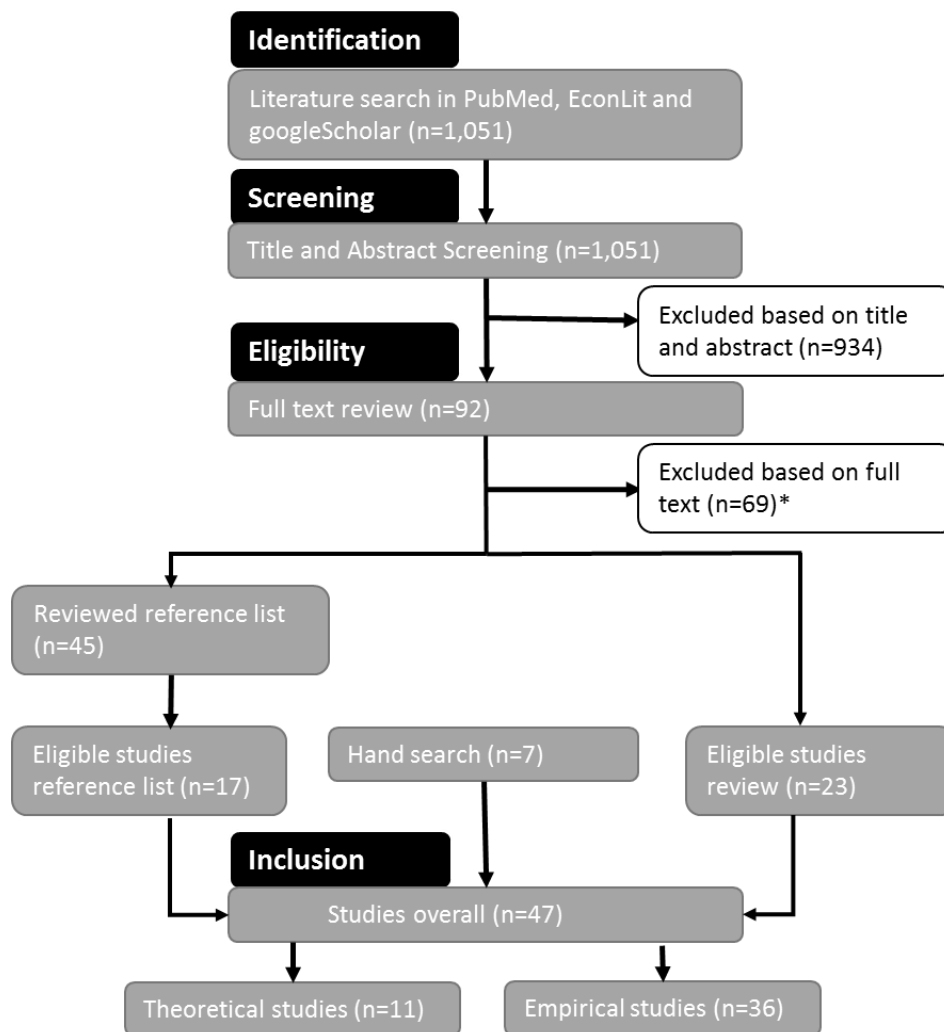 Identification
Literature search in PubMed, EconLit and
googleScholar (n=1,051)
Screening
Title and Abstract Screening (n=1,051)
Excluded based on title
and abstract (n=934)
Eligibility
Full text review (n=92)
Excluded based on full
text (n=69)*
Reviewed reference list
(n=45)
Eligible studies
reference list (n=17)
Hand search (n=7)
Eligible studies
review (n=23)
Inclusion
Studies overall (n=47)
Theoretical studies (n=11)
Empirical studies (n=36)